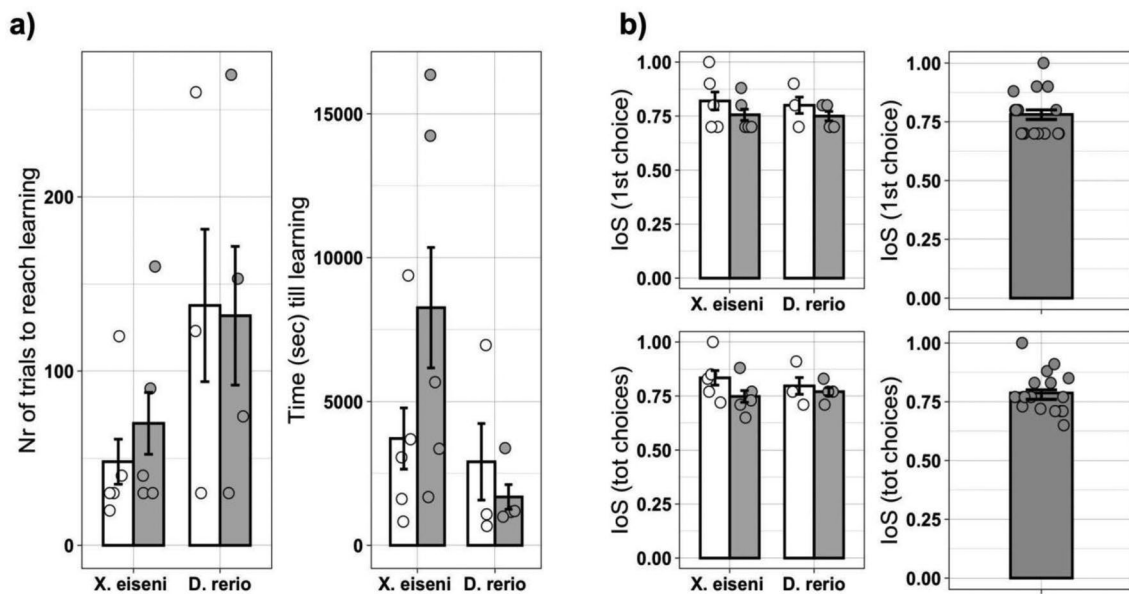 a)
Nr of trials to reach learning
200
100
0
X. eiseni D. rerio
Time (sec) till learning
15000
10000
5000
0
X. eiseni D. rerio
b)
IoS (1st choice)
1.00
0.75
0.50
0.25
0.00
X. eiseni D. rerio
IoS (1st choice)
1.00
0.75
0.50
0.25
0.00
IoS (tot choices)
1.00
0.75
0.50
0.25
0.00
X. eiseni D. rerio
IoS (tot choices)
1.00
0.75
0.50
0.25
0.00